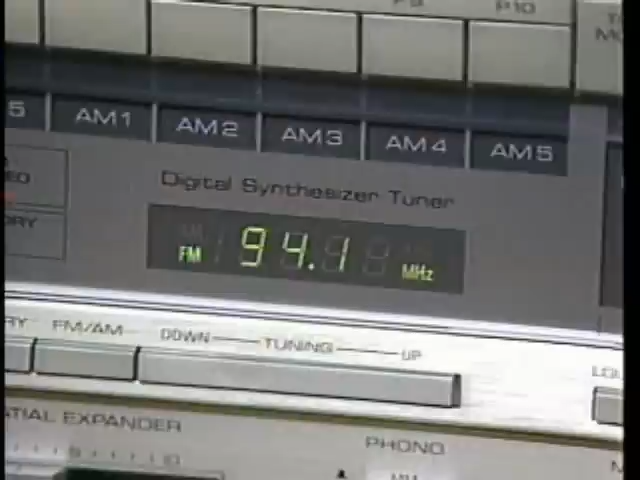 P10
5 AM1 AM2 AM3 AM4 AM5
Digital Synthesizer Tuner
FM 94.1 MHz
FM/AM DOWN TUNING UP
EXPANDER
10
PHONO